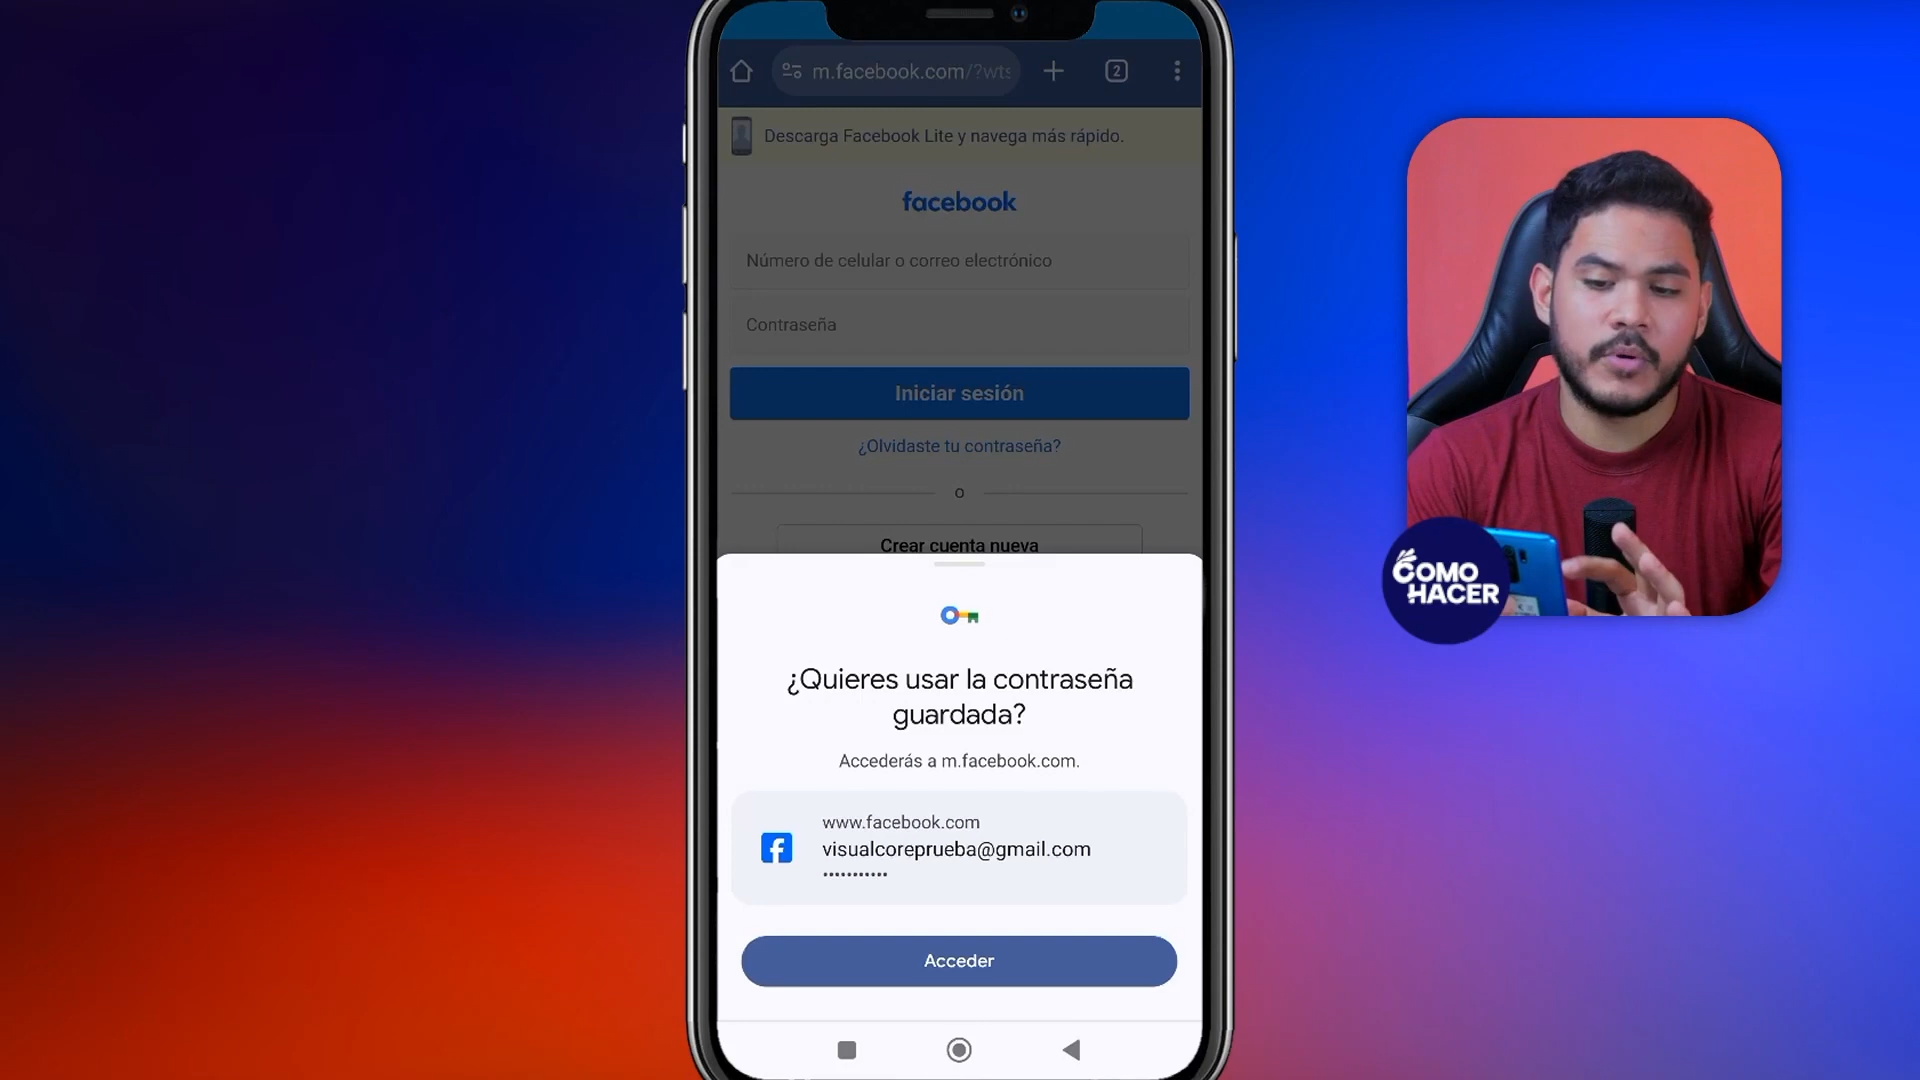 m.facebook.com/?wts
2
Descarga Facebook Lite y navega más rápido.
facebook
Número de celular o correo electrónico
Contraseña
Iniciar sesión
¿Olvidaste tu contraseña?
o
Crear cuenta nueva
¿Quieres usar la contraseña
guardada?
Accederás a m.facebook.com.
www.facebook.com
visualcoreprueba@gmail.com
•••••••••••
Acceder
COMO
HACER